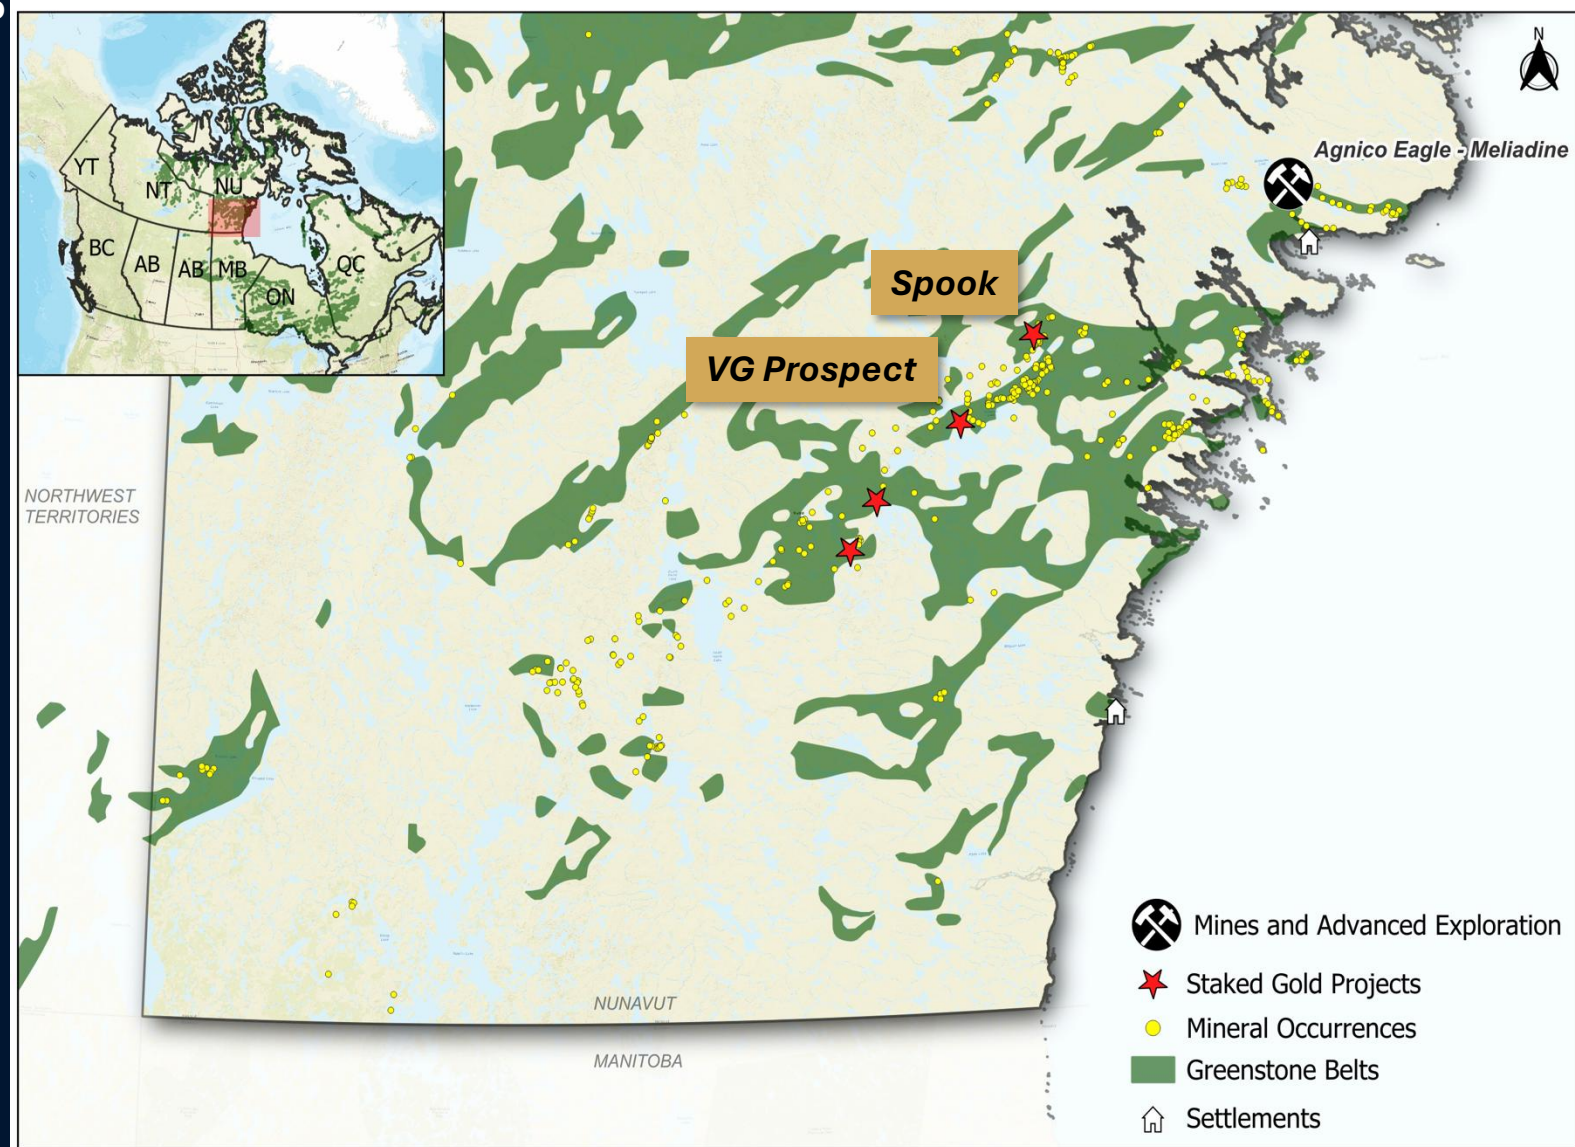 N
YT
NT
NU
BC
AB
AB
MB
ON
QC
Agnico Eagle - Meliadine
Spook
VG Prospect
NORTHWEST
TERRITORIES
NUNAVUT
MANITOBA
Mines and Advanced Exploration
Staked Gold Projects
Mineral Occurrences
Greenstone Belts
Settlements